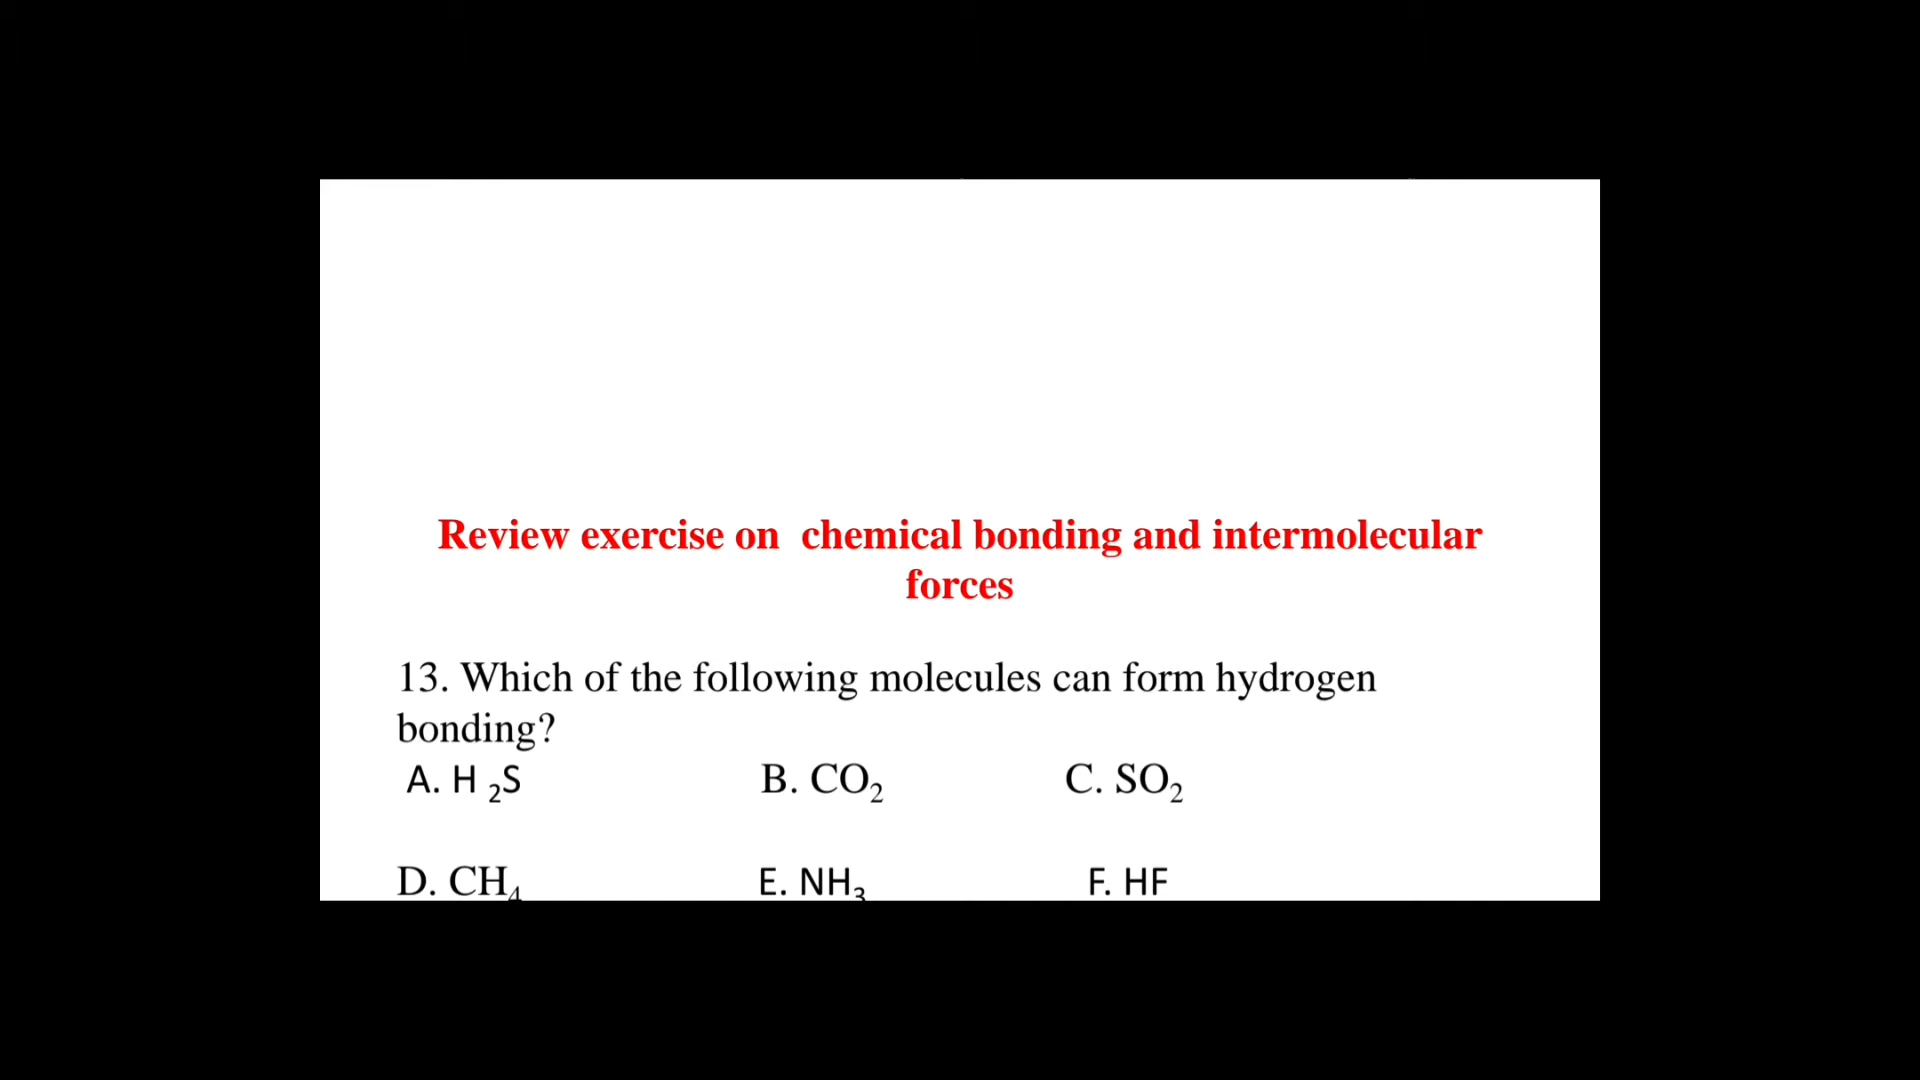 Review exercise on chemical bonding and intermolecular
forces
13. Which of the following molecules can form hydrogen
bonding?
A. H ₂S B. CO₂ C. SO₂
D. CH₄ E. NH₃ F. HF